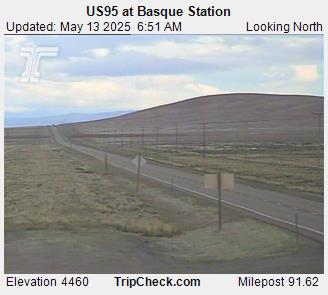 US95 at Basque Station
Updated: May 13 2025 6:51 AM Looking North
Elevation 4460 TripCheck.com Milepost 91.62